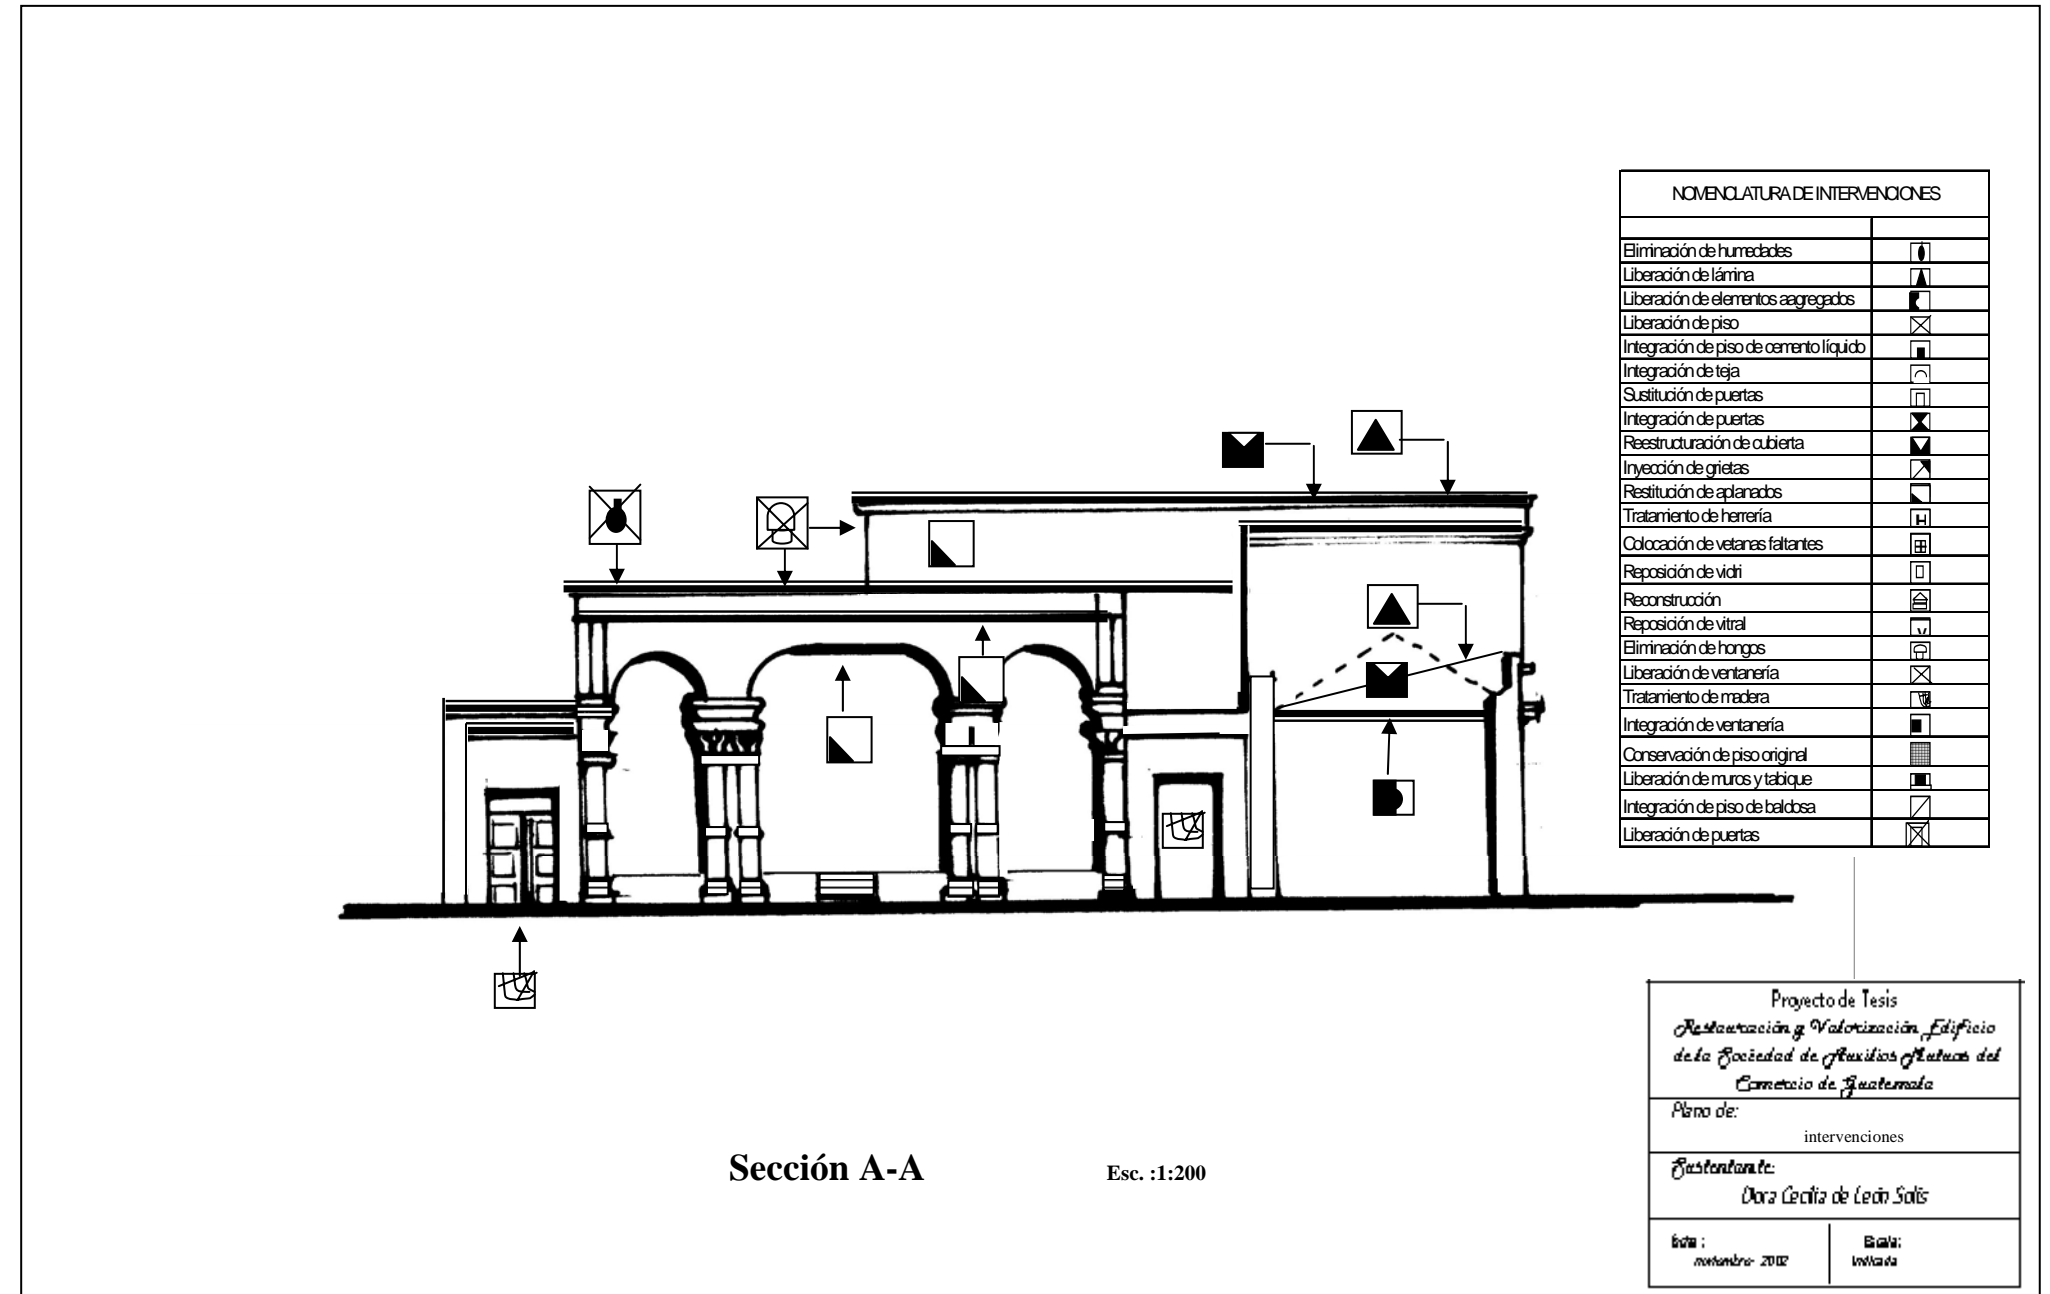 NOMENCLATURA DE INTERVENCIONES
Eliminación de humedades
Liberación de lámina
Liberación de elementos aagregados
Liberación de piso
Integración de piso de cemento líquido
Integración de teja
Sustitución de puertas
Integración de puertas
Reestructuración de cubierta
Inyección de grietas
Restitución de aplanados
Tratamiento de herrería
H
Colocación de vetanas faltantes
Reposición de vidri
Reconstrucción
Reposición de vitral
V
Eliminación de hongos
Liberación de ventanería
Tratamiento de madera
Integración de ventanería
Conservación de piso original
Liberación de muros y tabique
Integración de piso de baldosa
Liberación de puertas
Proyecto de Tesis
Restauración y Valorización Edificio
de la Sociedad de Auxilios Mutuos del
Comercio de Guatemala
Plano de:
intervenciones
Sustentante:
Dora Cecilia de León Solís
fecha :
noviembre- 2002
Escala:
Indicada
Sección A-A
Esc. :1:200